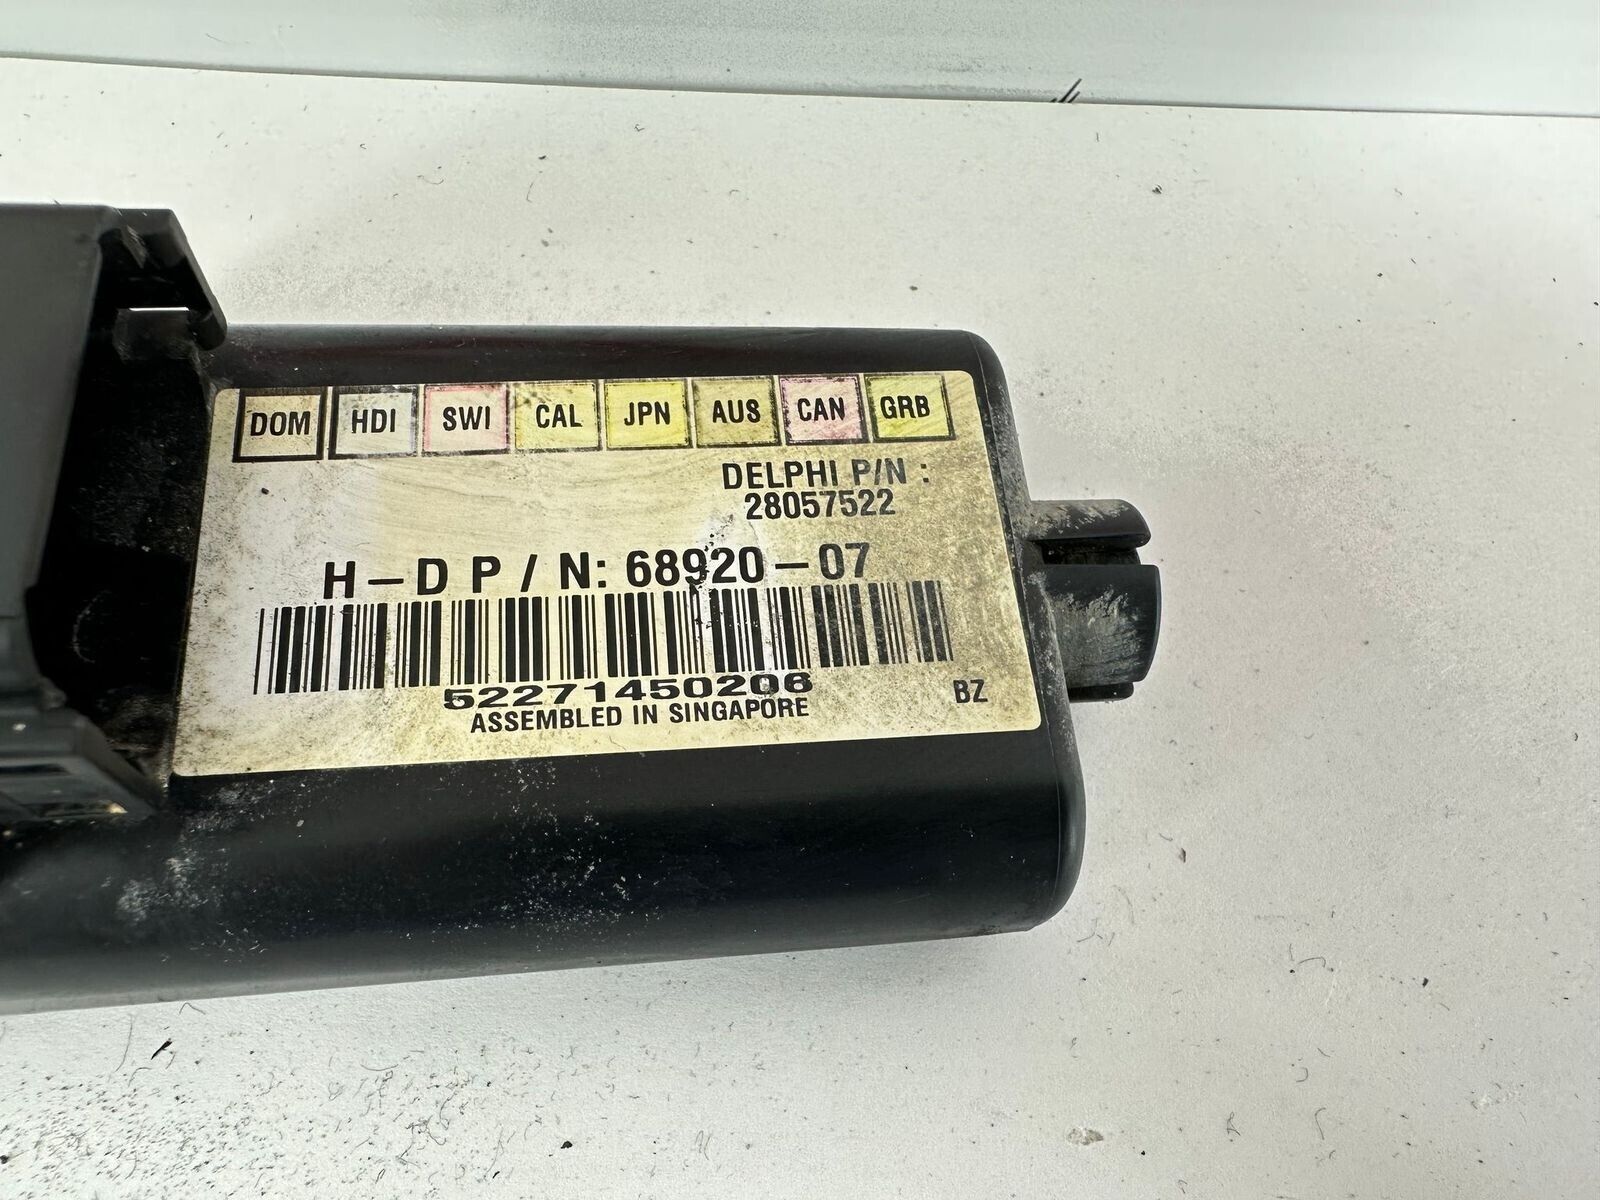 DOM HDI SWI CAL JPN AUS CAN GRB
DELPHI P/N :
28057522
H-D P/N: 68920-07
52271450206
ASSEMBLED IN SINGAPORE
BZ